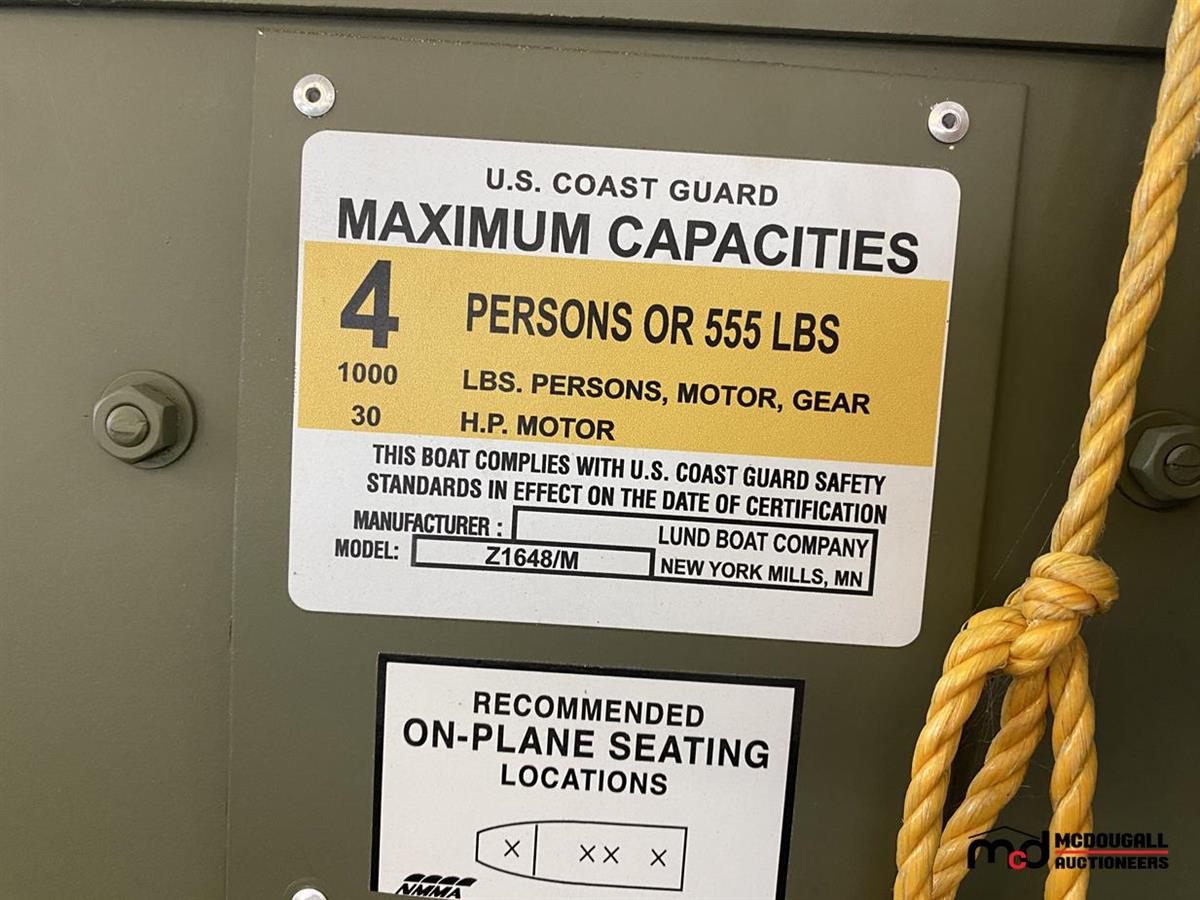 U.S. COAST GUARD
MAXIMUM CAPACITIES
4 PERSONS OR 555 LBS
1000 LBS. PERSONS, MOTOR, GEAR
30 H.P. MOTOR
THIS BOAT COMPLIES WITH U.S. COAST GUARD SAFETY
STANDARDS IN EFFECT ON THE DATE OF CERTIFICATION
MANUFACTURER : LUND BOAT COMPANY
MODEL: Z1648/M NEW YORK MILLS, MN
RECOMMENDED
ON-PLANE SEATING
LOCATIONS
X XX X
NMMA
mcd MCDOUGALL
AUCTIONEERS